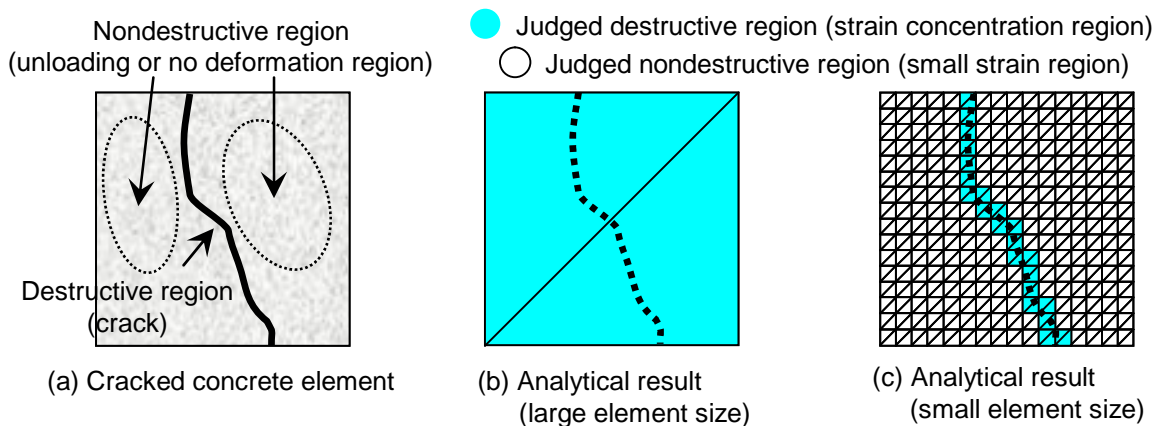 Nondestructive region
(unloading or no deformation region)
Destructive region
(crack)
(a) Cracked concrete element
Judged destructive region (strain concentration region)
Judged nondestructive region (small strain region)
(b) Analytical result
(large element size)
(c) Analytical result
(small element size)